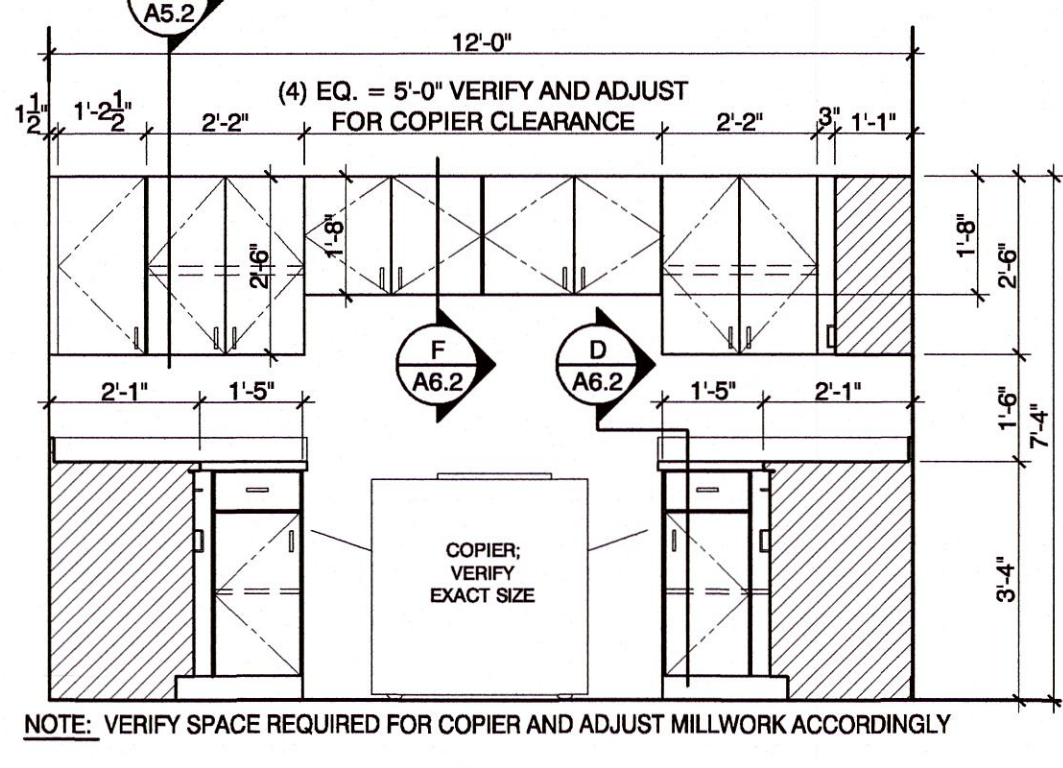 A5.2
12'-0"
(4) EQ. = 5'-0" VERIFY AND ADJUST
FOR COPIER CLEARANCE
1 1/2"
1'-2 1/2"
2'-2"
2'-2"
3"
1'-1"
2'-6"
1'-8"
1'-8"
2'-6"
F
A6.2
D
A6.2
2'-1"
1'-5"
1'-5"
2'-1"
1'-6"
7'-4"
COPIER;
VERIFY
EXACT SIZE
3'-4"
NOTE: VERIFY SPACE REQUIRED FOR COPIER AND ADJUST MILLWORK ACCORDINGLY